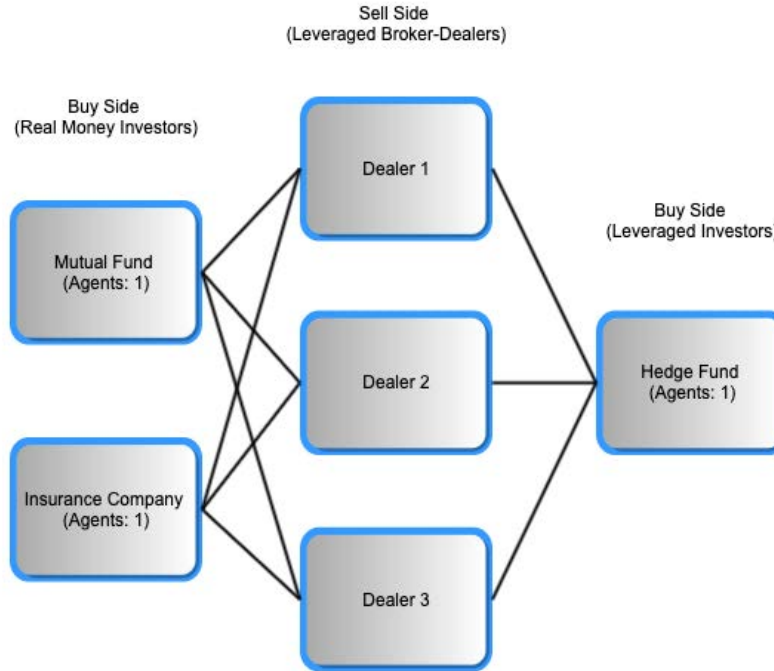 Sell Side
(Leveraged Broker-Dealers)
Buy Side
(Real Money Investors)
Dealer 1
Buy Side
(Leveraged Investors)
Mutual Fund
(Agents: 1)
Dealer 2
Hedge Fund
(Agents: 1)
Insurance Company
(Agents: 1)
Dealer 3